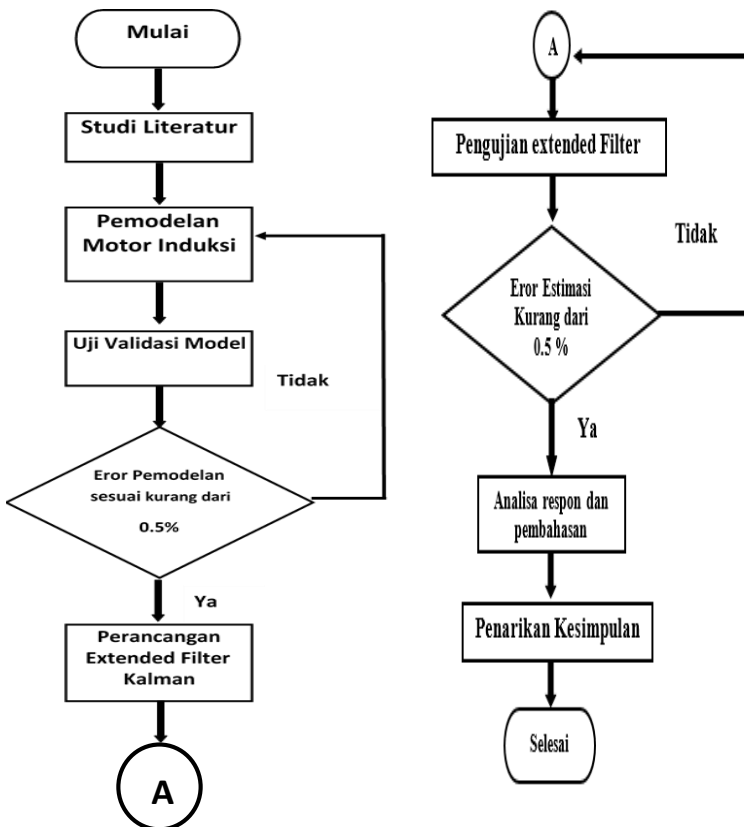 Mulai
Studi Literatur
Pemodelan
Motor Induksi
Uji Validasi Model
Tidak
Eror Pemodelan
sesuai kurang dari
0.5%
Ya
Perancangan
Extended Filter
Kalman
A
A
Pengujian extended Filter
Tidak
Eror Estimasi
Kurang dari
0.5 %
Ya
Analisa respon dan
pembahasan
Penarikan Kesimpulan
Selesai